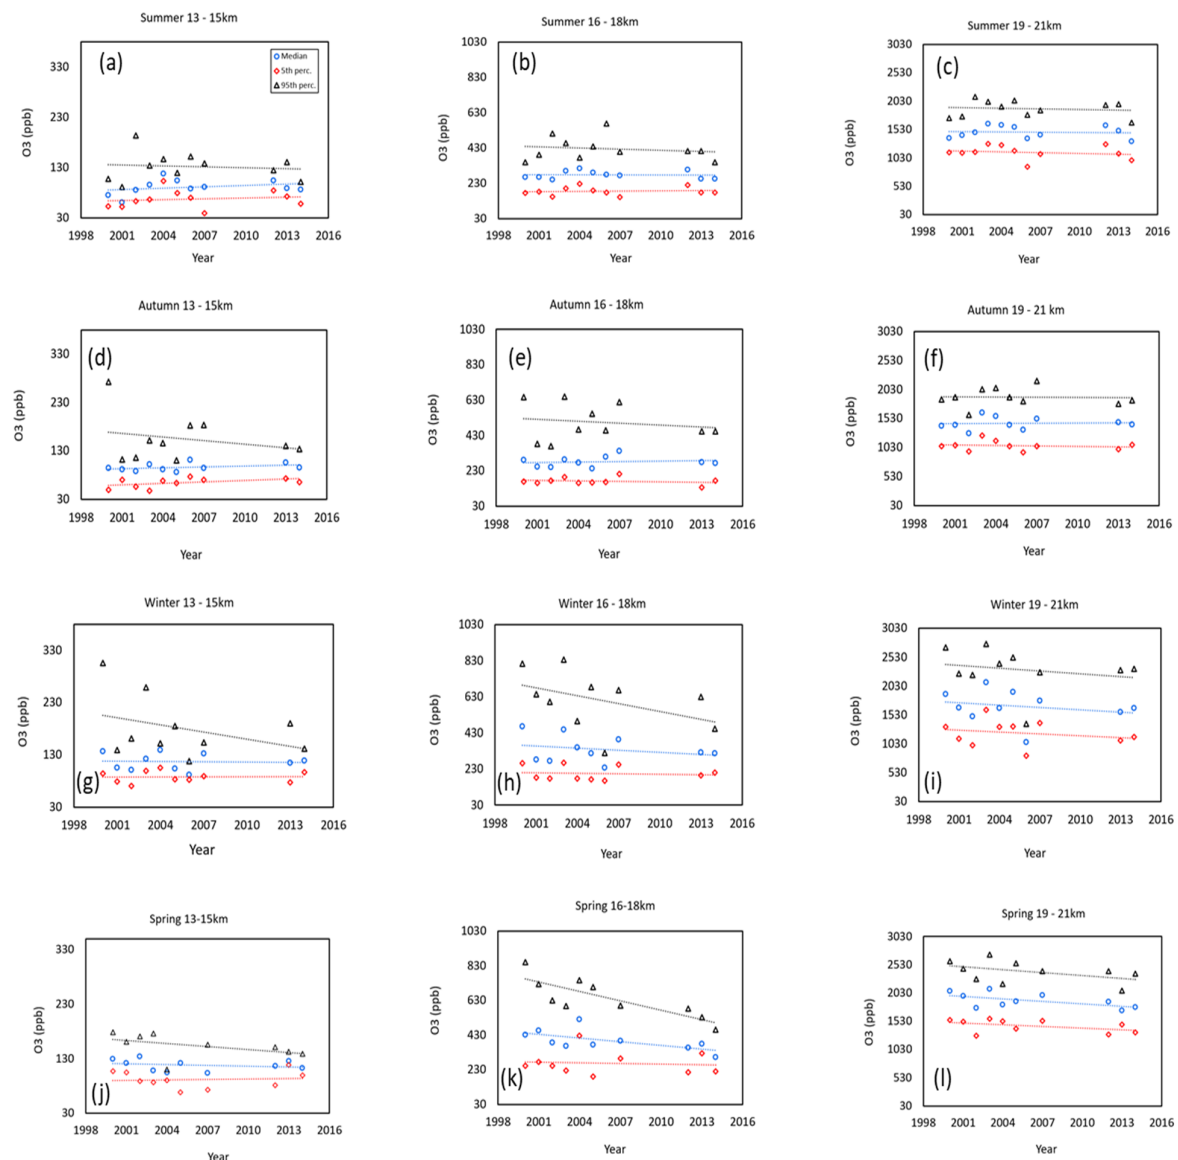 Summer 13 - 15km
330
230
130
30
O3 (ppb)
(a)
Median
5th perc.
95th perc.
1998 2001 2004 2007 2010 2013 2016
Year
Summer 16 - 18km
1030
830
630
430
230
30
O3 (ppb)
(b)
1998 2001 2004 2007 2010 2013 2016
Year
Summer 19 - 21km
3030
2530
2030
1530
1030
530
30
O3 (ppb)
(c)
1998 2001 2004 2007 2010 2013 2016
Year
Autumn 13 - 15km
330
230
130
30
O3 (ppb)
(d)
1998 2001 2004 2007 2010 2013 2016
Year
Autumn 16 - 18km
1030
830
630
430
230
30
O3 (ppb)
(e)
1998 2001 2004 2007 2010 2013 2016
Year
Autumn 19 - 21 km
3030
2530
2030
1530
1030
530
30
O3 (ppb)
(f)
1998 2001 2004 2007 2010 2013 2016
Year
Winter 13 - 15km
330
230
130
30
O3 (ppb)
(g)
1998 2001 2004 2007 2010 2013 2016
Year
Winter 16 - 18km
1030
830
630
430
230
30
O3 (ppb)
(h)
1998 2001 2004 2007 2010 2013 2016
Year
Winter 19 - 21km
3030
2530
2030
1530
1030
530
30
O3 (ppb)
(i)
1998 2001 2004 2007 2010 2013 2016
Year
Spring 13-15km
330
230
130
30
O3 (ppb)
(j)
1998 2001 2004 2007 2010 2013 2016
Year
Spring 16-18km
1030
830
630
430
230
30
O3 (ppb)
(k)
1998 2001 2004 2007 2010 2013 2016
Year
Spring 19 - 21km
3030
2530
2030
1530
1030
530
30
O3 (ppb)
(l)
1998 2001 2004 2007 2010 2013 2016
Year